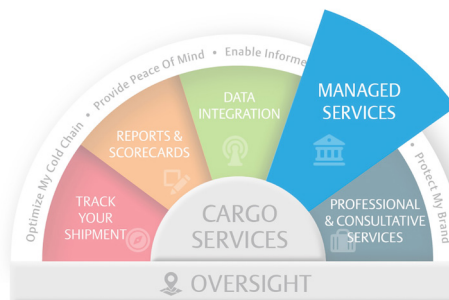 Optimize My Cold Chain • Provide Peace Of Mind • Enable Informe
• Protect My Brand
TRACK
YOUR
SHIPMENT
REPORTS &
SCORECARDS
DATA
INTEGRATION
MANAGED
SERVICES
PROFESSIONAL
& CONSULTATIVE
SERVICES
CARGO
SERVICES
OVERSIGHT